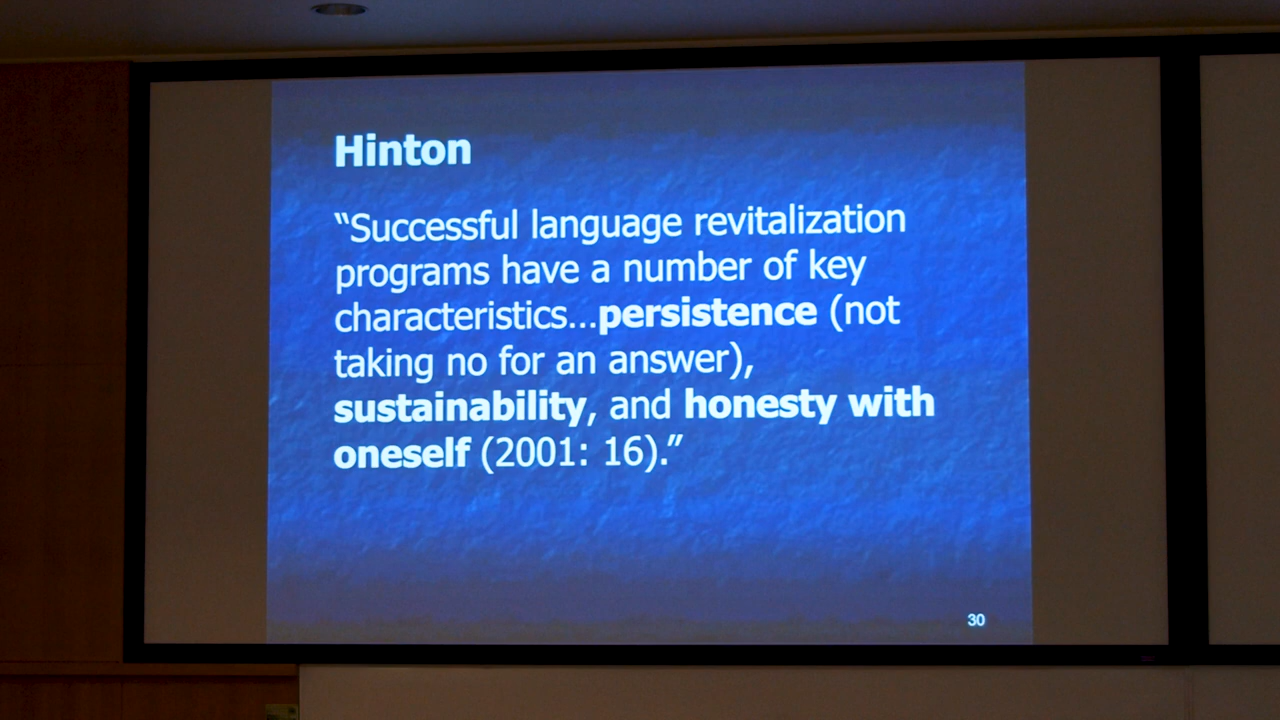 Hinton
“Successful language revitalization
programs have a number of key
characteristics…persistence (not
taking no for an answer),
sustainability, and honesty with
oneself (2001: 16).”
30